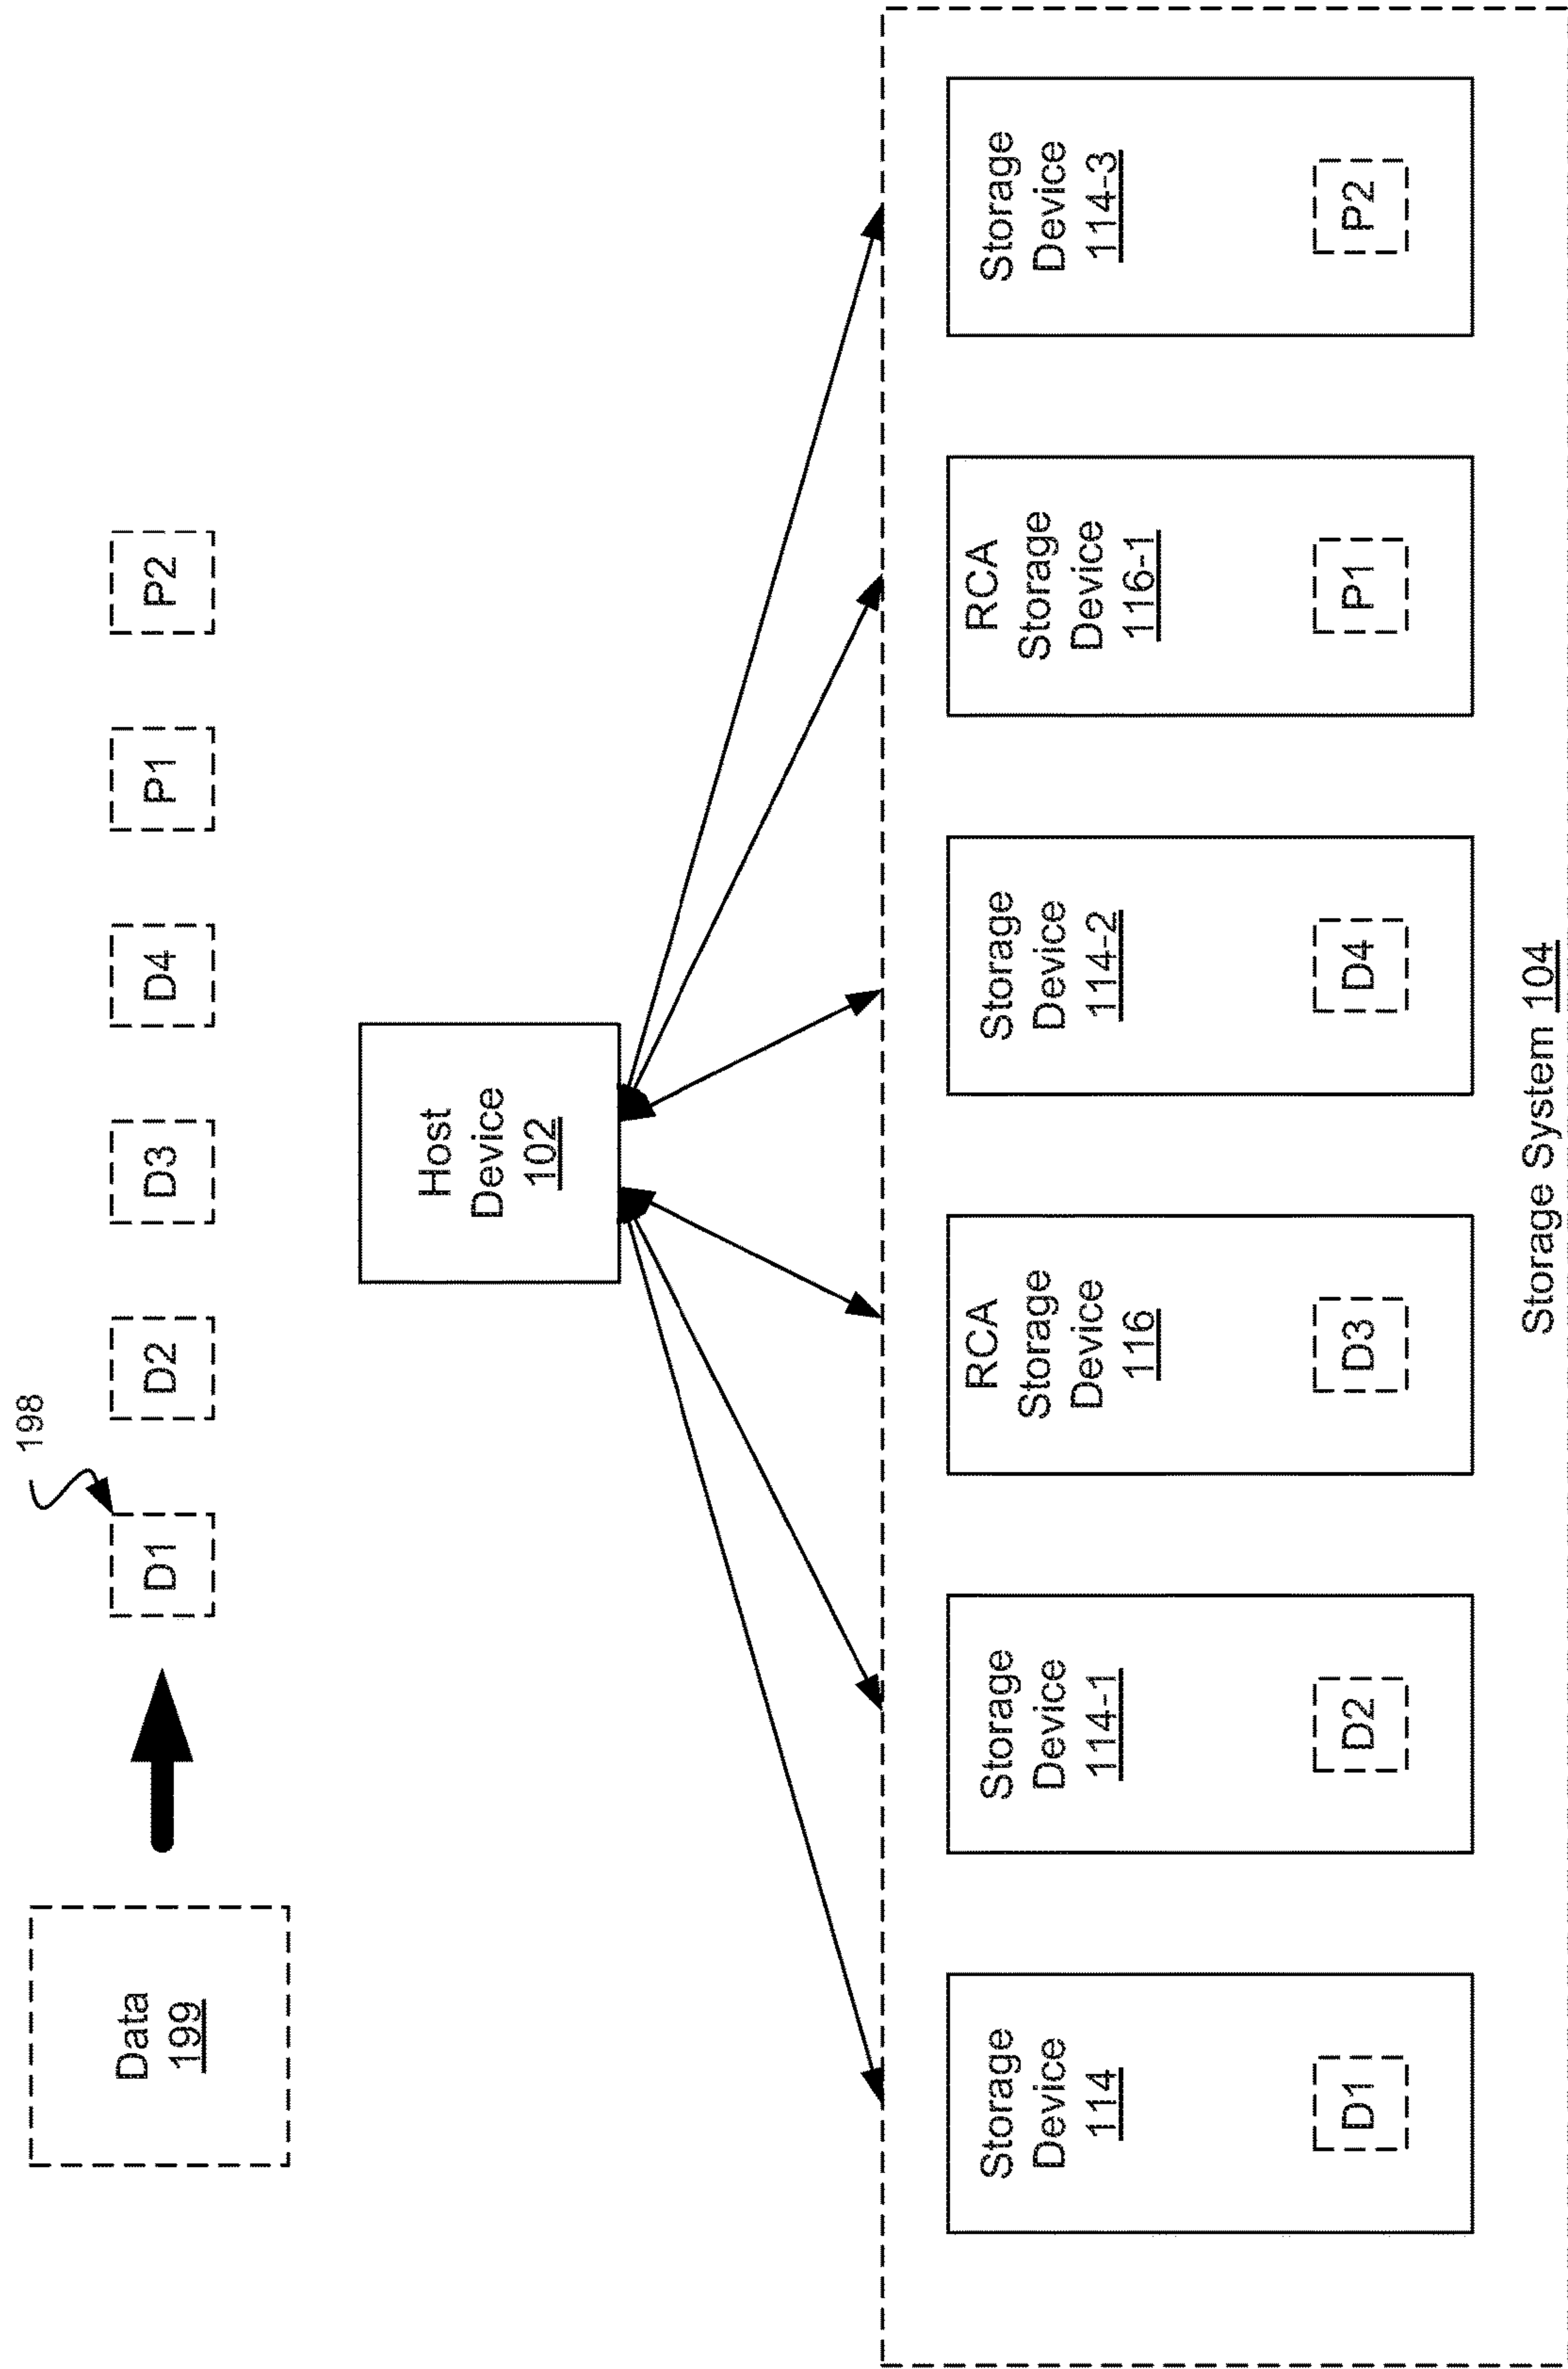 198
Data
199
D1
D2
D3
D4
P1
P2
Host
Device
102
Storage
Device
114
D1
Storage
Device
114-1
D2
RCA
Storage
Device
116
D3
Storage
Device
114-2
D4
RCA
Storage
Device
116-1
P1
Storage
Device
114-3
P2
Storage System 104